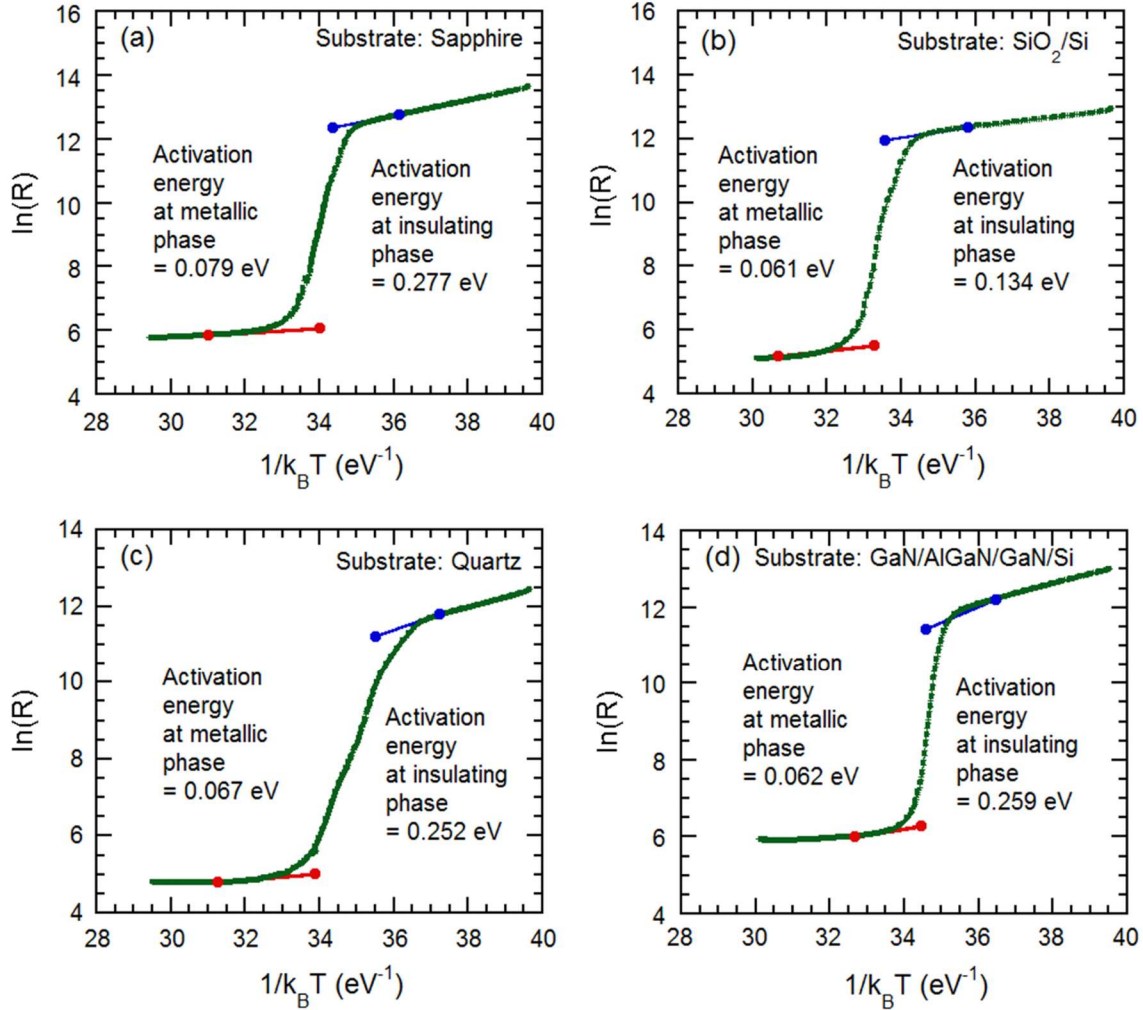 (a)
Substrate: Sapphire
16
14
12
10
8
6
4
ln(R)
Activation
energy
at metallic
phase
= 0.079 eV
Activation
energy
at insulating
phase
= 0.277 eV
28 30 32 34 36 38 40
1/k_BT (eV⁻¹)
(b)
Substrate: SiO₂/Si
16
14
12
10
8
6
4
ln(R)
Activation
energy
at metallic
phase
= 0.061 eV
Activation
energy
at insulating
phase
= 0.134 eV
28 30 32 34 36 38 40
1/k_BT (eV⁻¹)
(c)
Substrate: Quartz
14
12
10
8
6
4
ln(R)
Activation
energy
at metallic
phase
= 0.067 eV
Activation
energy
at insulating
phase
= 0.252 eV
28 30 32 34 36 38 40
1/k_BT (eV⁻¹)
(d) Substrate: GaN/AlGaN/GaN/Si
14
12
10
8
6
4
ln(R)
Activation
energy
at metallic
phase
= 0.062 eV
Activation
energy
at insulating
phase
= 0.259 eV
28 30 32 34 36 38 40
1/k_BT (eV⁻¹)